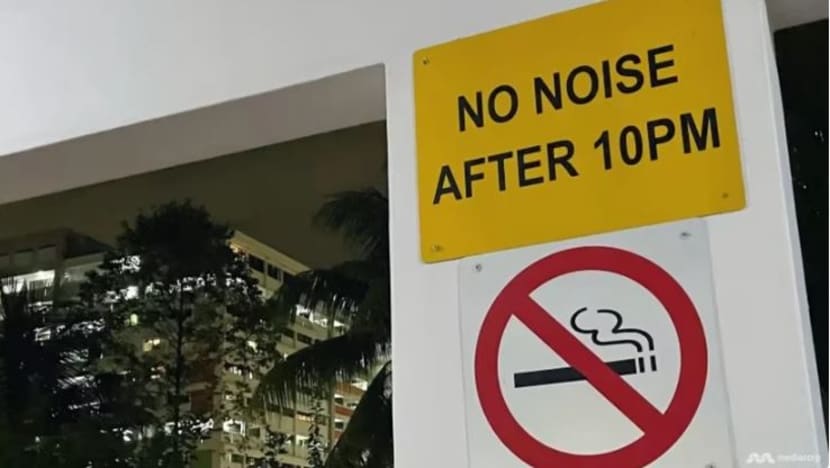 NO NOISE
AFTER 10PM
mediacorp